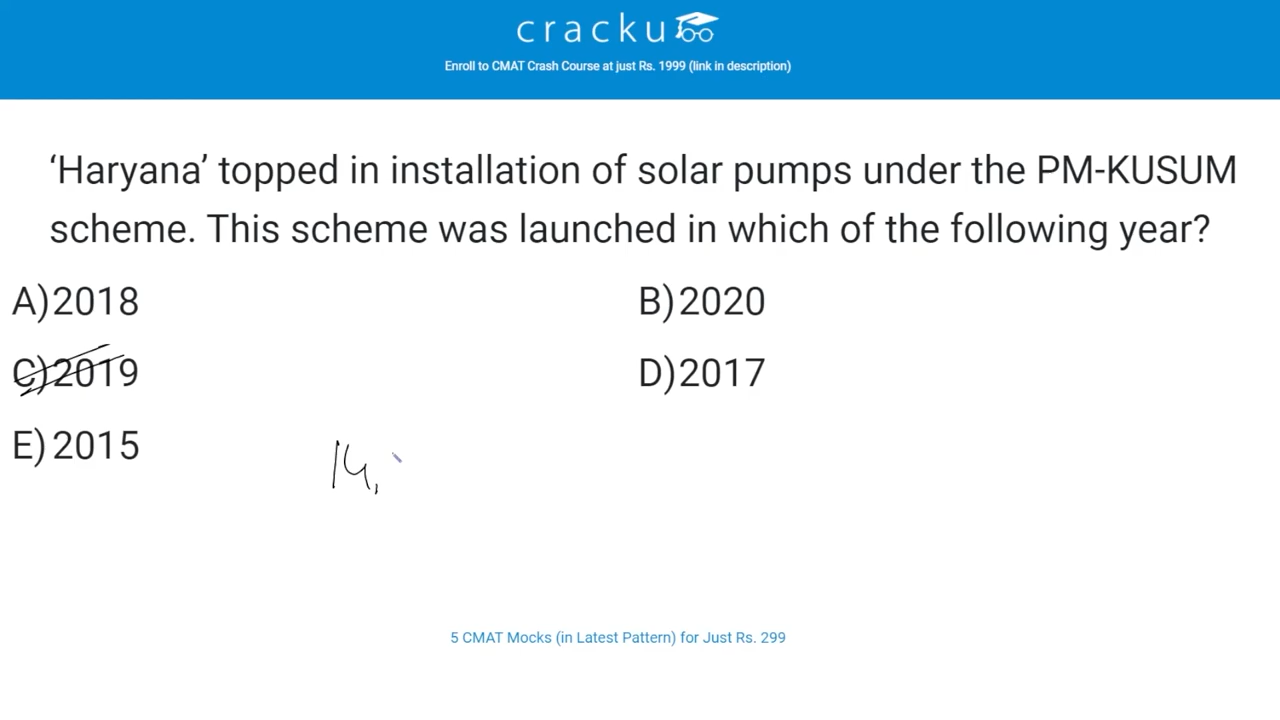 cracku
Enroll to CMAT Crash Course at just Rs. 1999 (link in description)
‘Haryana’ topped in installation of solar pumps under the PM-KUSUM
scheme. This scheme was launched in which of the following year?
A) 2018
B) 2020
C) 2019
D) 2017
E) 2015
14,
5 CMAT Mocks (in Latest Pattern) for Just Rs. 299